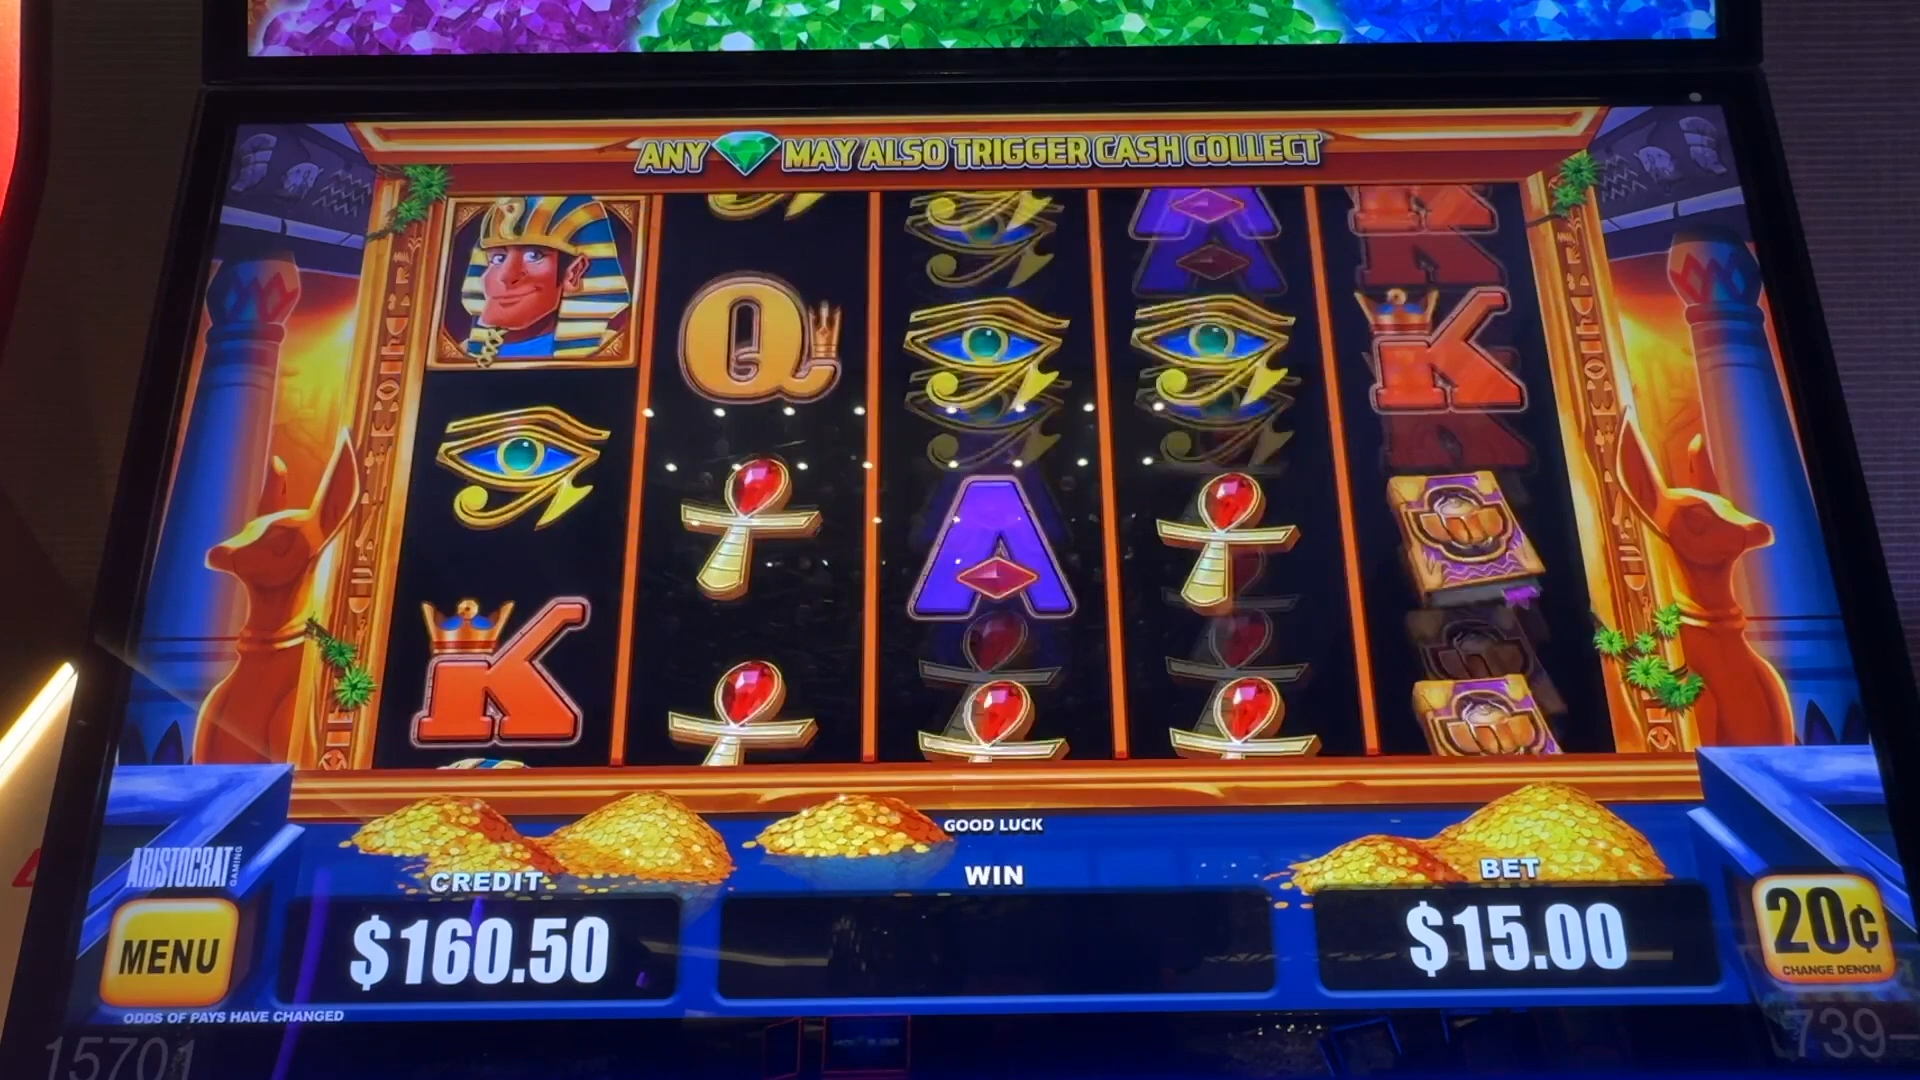 ANY MAY ALSO TRIGGER CASH COLLECT
Q
K
A
K
GOOD LUCK
CREDIT
WIN
BET
ARISTOCRAT
GAMING
MENU
$160.50
$15.00
20¢
CHANGE DENOM
ODDS OF PAYS HAVE CHANGED
15701
739-